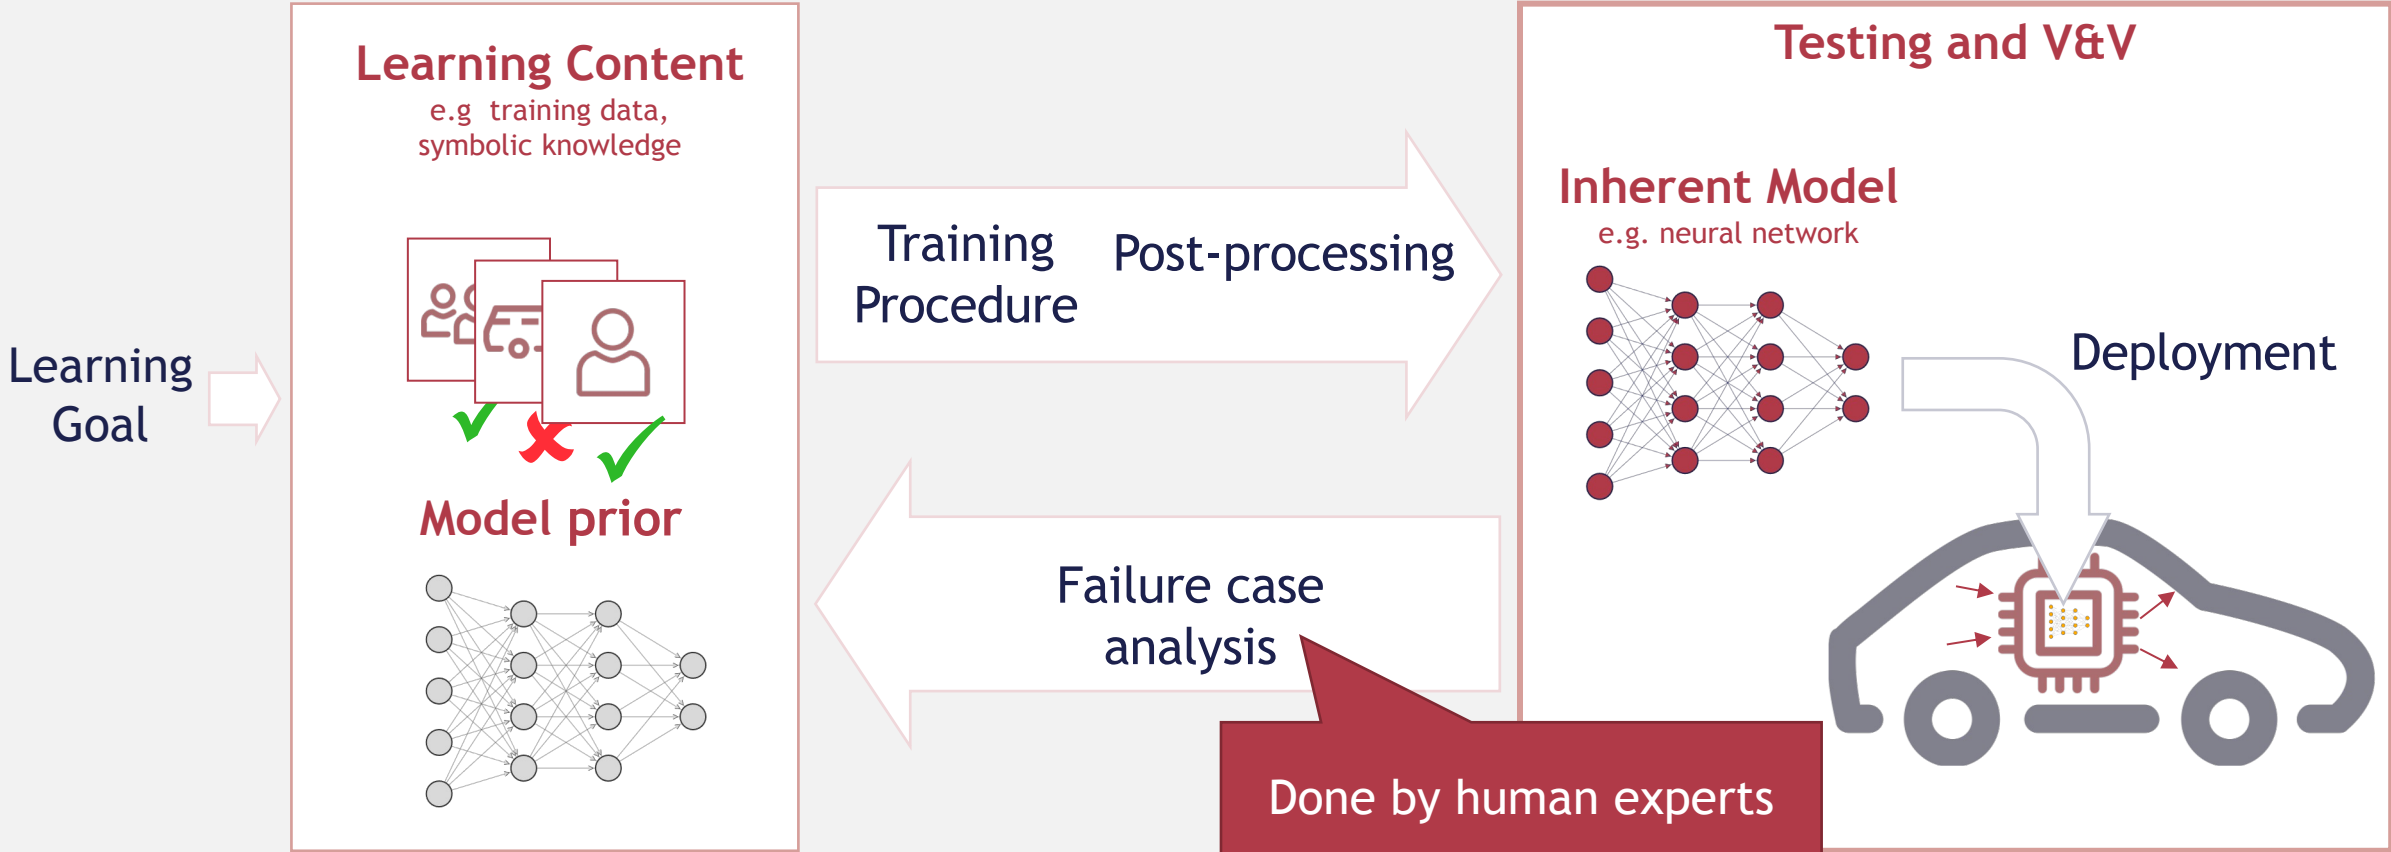 Learning
Goal
Learning Content
e.g  training data,
symbolic knowledge
Model prior
Training
Procedure
Post-processing
Failure case
analysis
Done by human experts
Testing and V&V
Inherent Model
e.g. neural network
Deployment